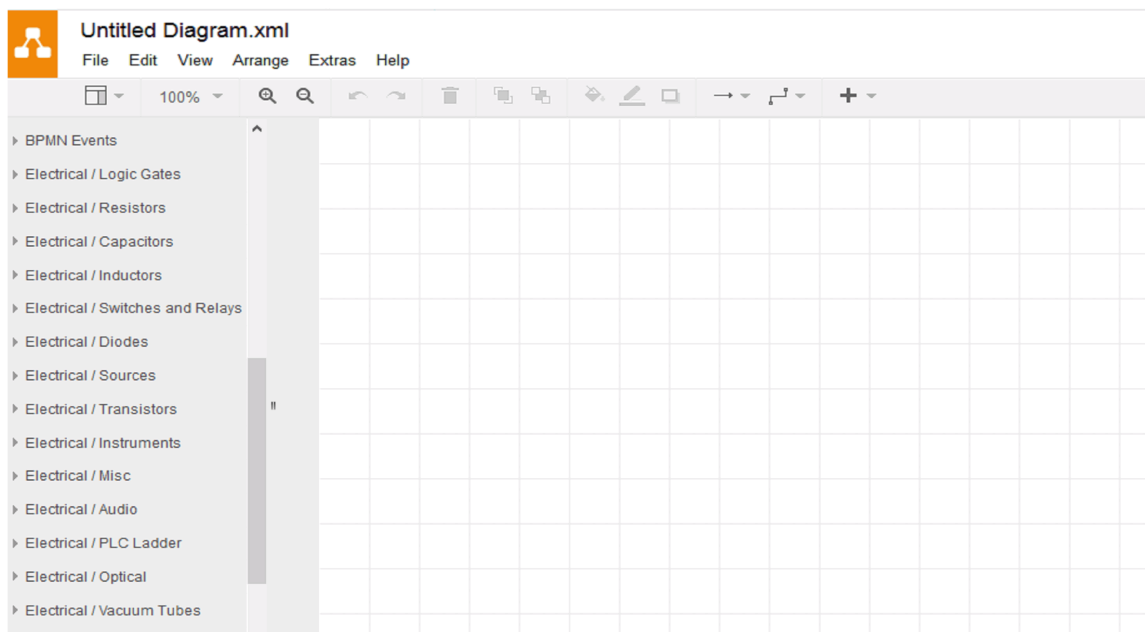 Untitled Diagram.xml
File Edit View Arrange Extras Help
100%
BPMN Events
Electrical / Logic Gates
Electrical / Resistors
Electrical / Capacitors
Electrical / Inductors
Electrical / Switches and Relays
Electrical / Diodes
Electrical / Sources
Electrical / Transistors
Electrical / Instruments
Electrical / Misc
Electrical / Audio
Electrical / PLC Ladder
Electrical / Optical
Electrical / Vacuum Tubes